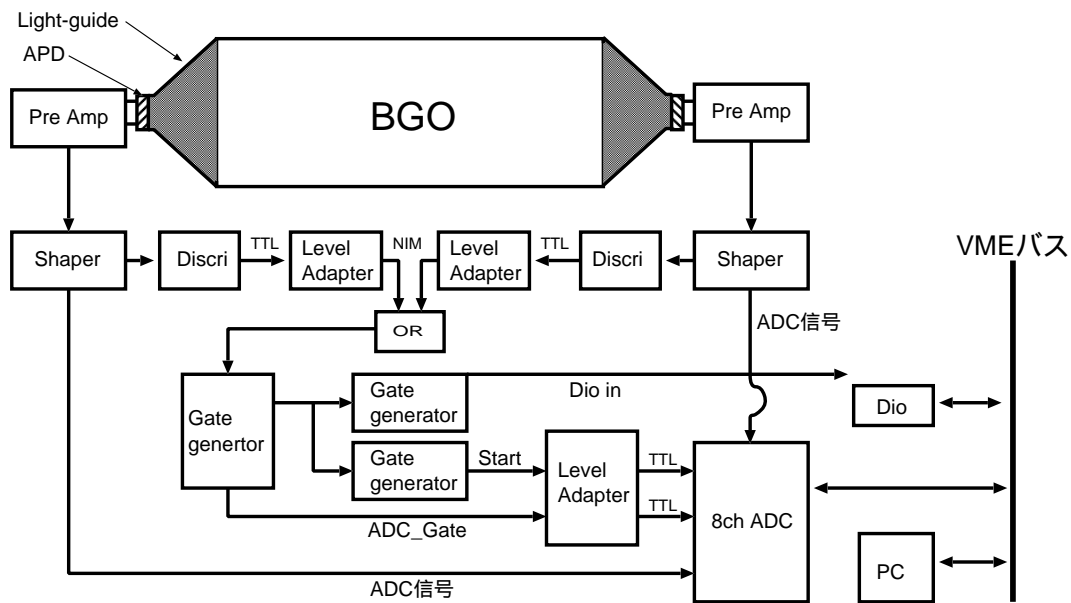 Light-guide
APD
Pre Amp
BGO
Pre Amp
Shaper
TTL
Discri
Level
Adapter
NIM
Level
Adapter
TTL
Discri
Shaper
VMEバス
OR
ADC信号
Gate
genertor
Gate
generator
Dio in
Dio
Gate
generator
Start
Level
Adapter
TTL
TTL
8ch ADC
ADC_Gate
PC
ADC信号